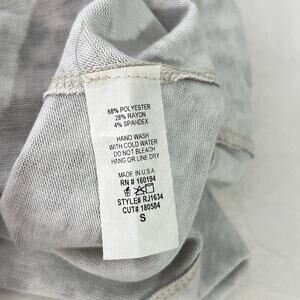 68% POLYESTER
28% RAYON
4% SPANDEX
HAND WASH
WITH COLD WATER
DO NOT BLEACH
HANG OR LINE DRY
MADE IN U.S.A.
RN # 160194
STYLE# RJ1634
CUT# 180584
S